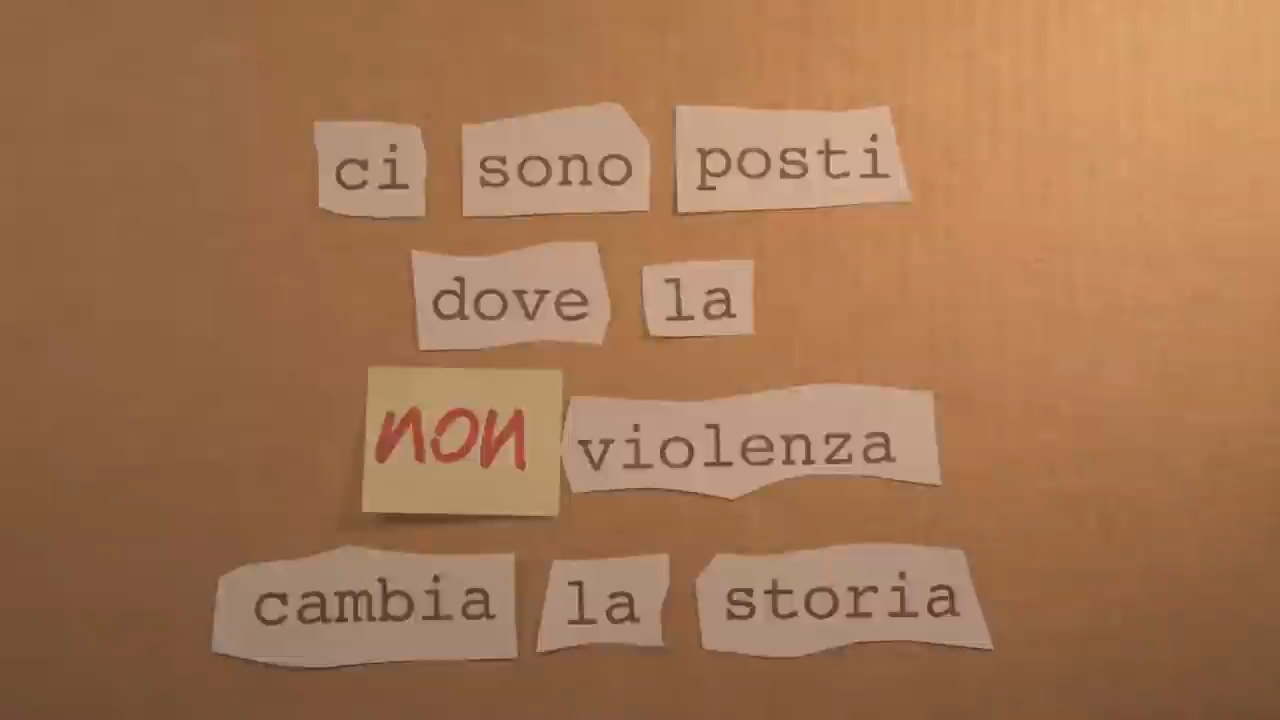 ci sono posti
dove la
non violenza
cambia la storia